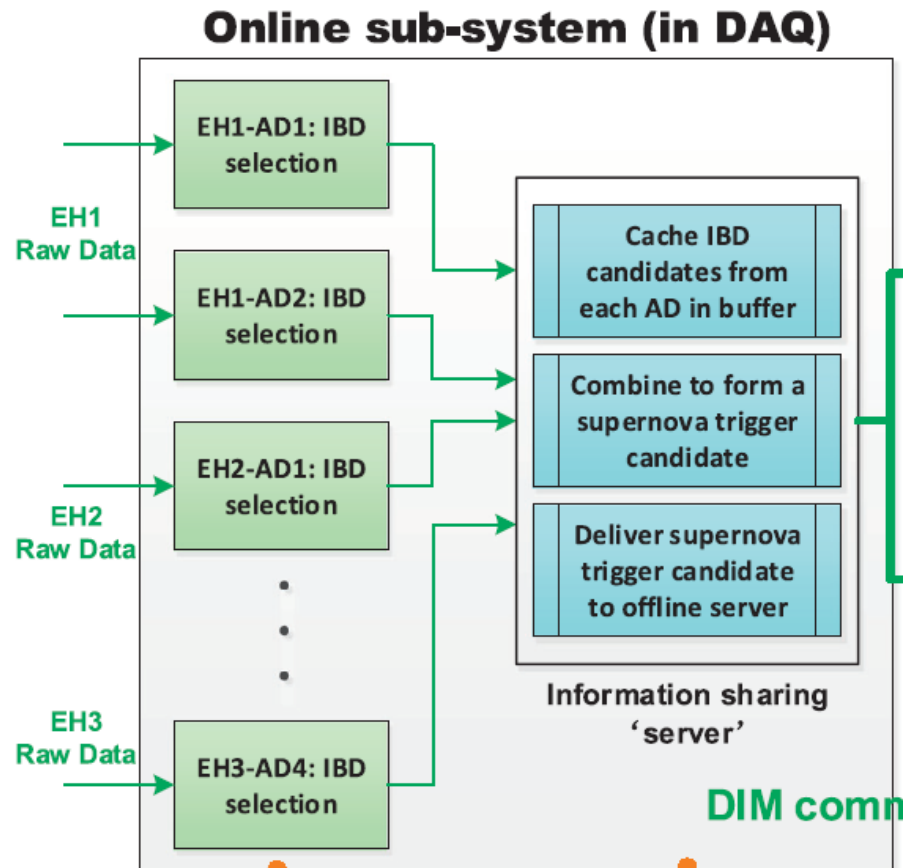 Online sub-system (in DAQ)
EH1-AD1: IBD
selection
EH1
Raw Data
EH1-AD2: IBD
selection
EH2-AD1: IBD
selection
EH2
Raw Data
EH3
Raw Data
EH3-AD4: IBD
selection
Cache IBD
candidates from
each AD in buffer
Combine to form a
supernova trigger
candidate
Deliver supernova
trigger candidate
to offline server
Information sharing
‘server’
DIM